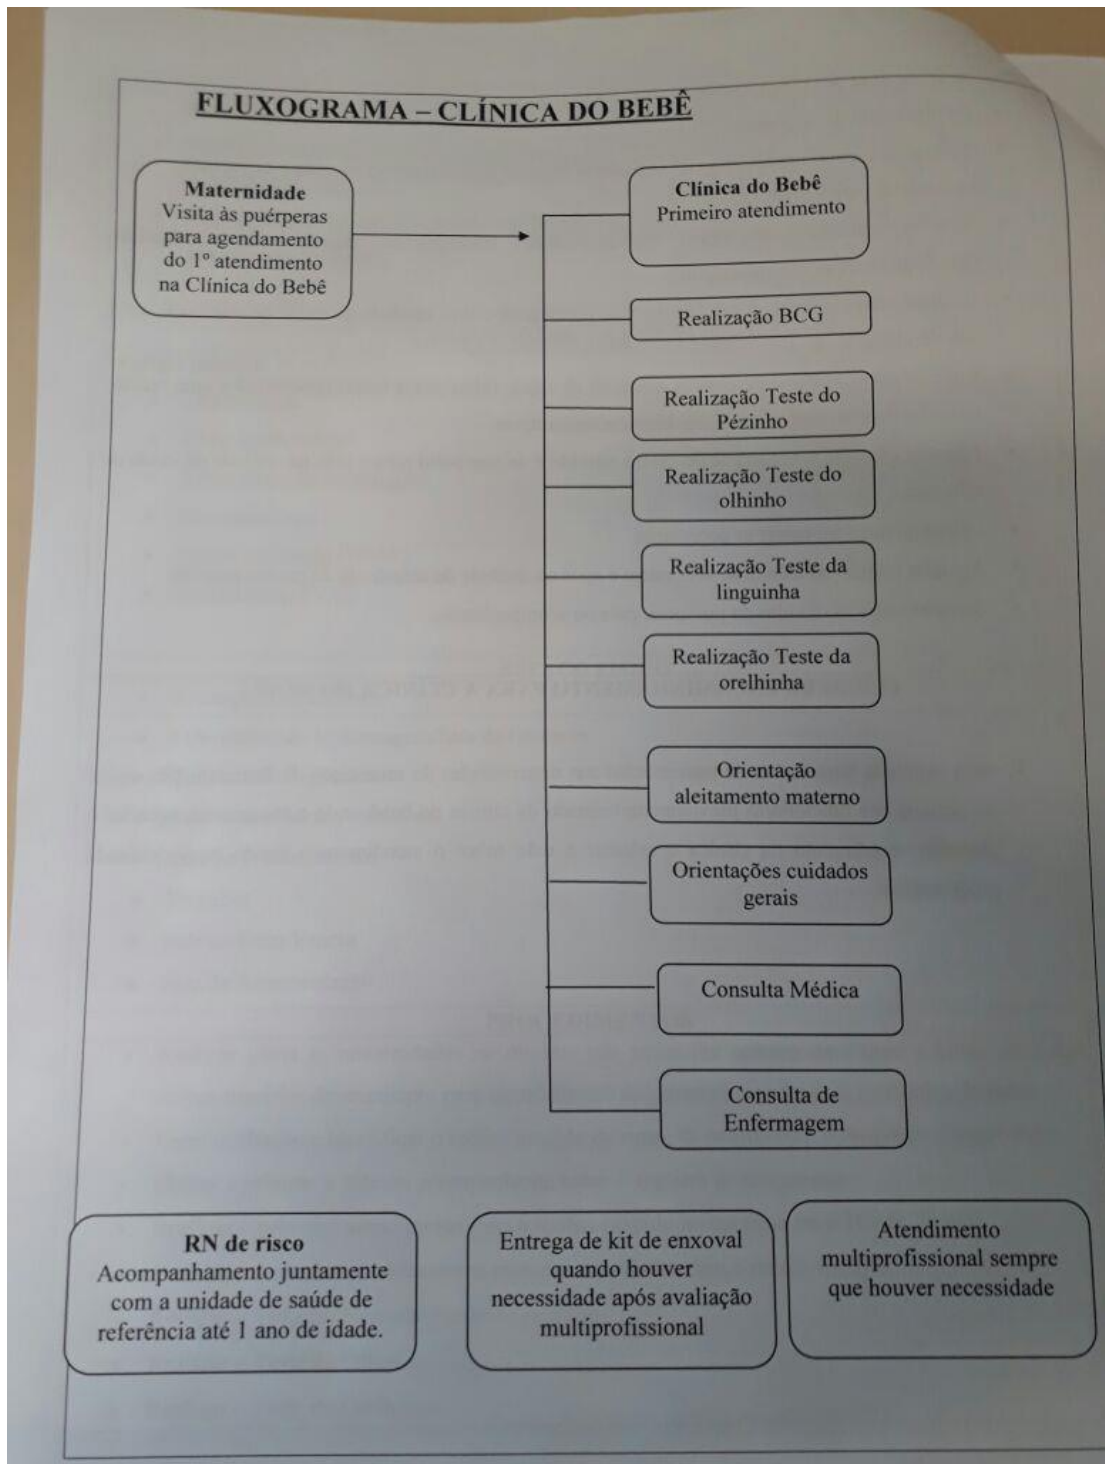 FLUXOGRAMA – CLÍNICA DO BEBÊ
Maternidade
Visita às puérperas
para agendamento
do 1º atendimento
na Clínica do Bebê
Clínica do Bebê
Primeiro atendimento
Realização BCG
Realização Teste do
Pézinho
Realização Teste do
olhinho
Realização Teste da
linguinha
Realização Teste da
orelhinha
Orientação
aleitamento materno
Orientações cuidados
gerais
Consulta Médica
Consulta de
Enfermagem
RN de risco
Acompanhamento juntamente
com a unidade de saúde de
referência até 1 ano de idade.
Entrega de kit de enxoval
quando houver
necessidade após avaliação
multiprofissional
Atendimento
multiprofissional sempre
que houver necessidade